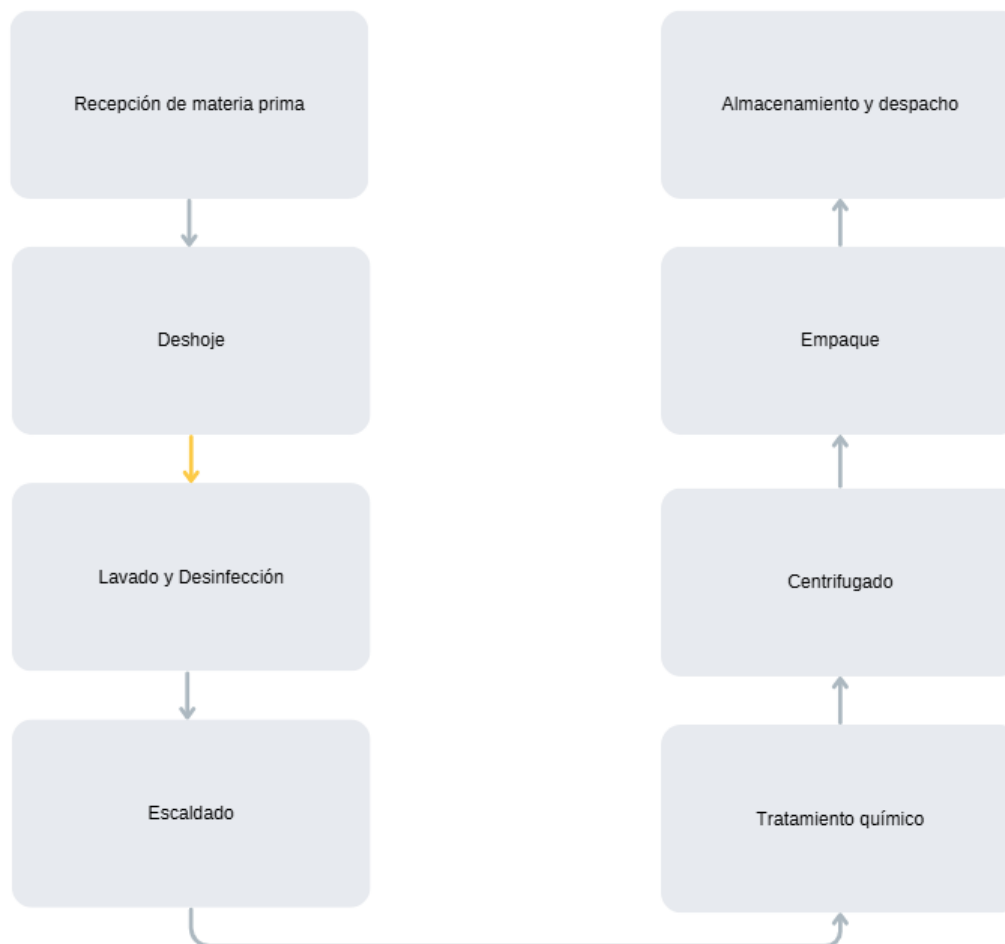 Recepción de materia prima
Deshoje
Lavado y Desinfección
Escaldado
Tratamiento químico
Centrifugado
Empaque
Almacenamiento y despacho